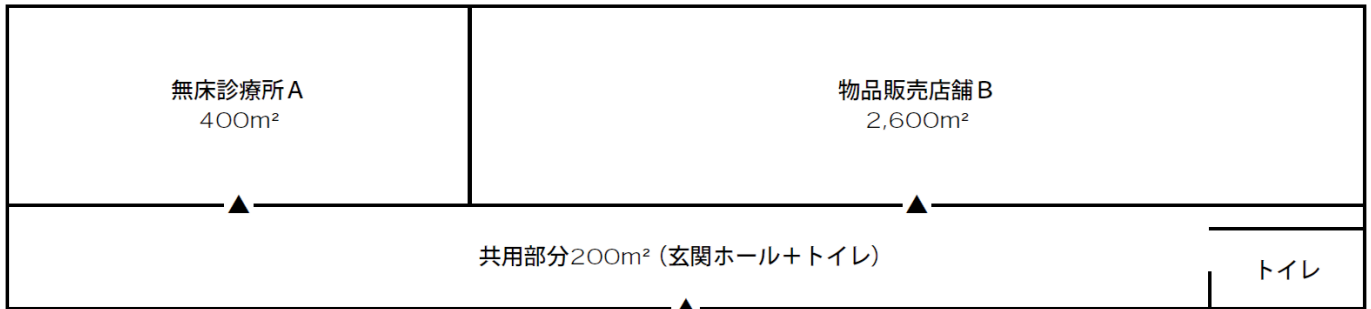 無床診療所A
400m²
物品販売店舗B
2,600m²
共用部分200m²（玄関ホール＋トイレ）
トイレ